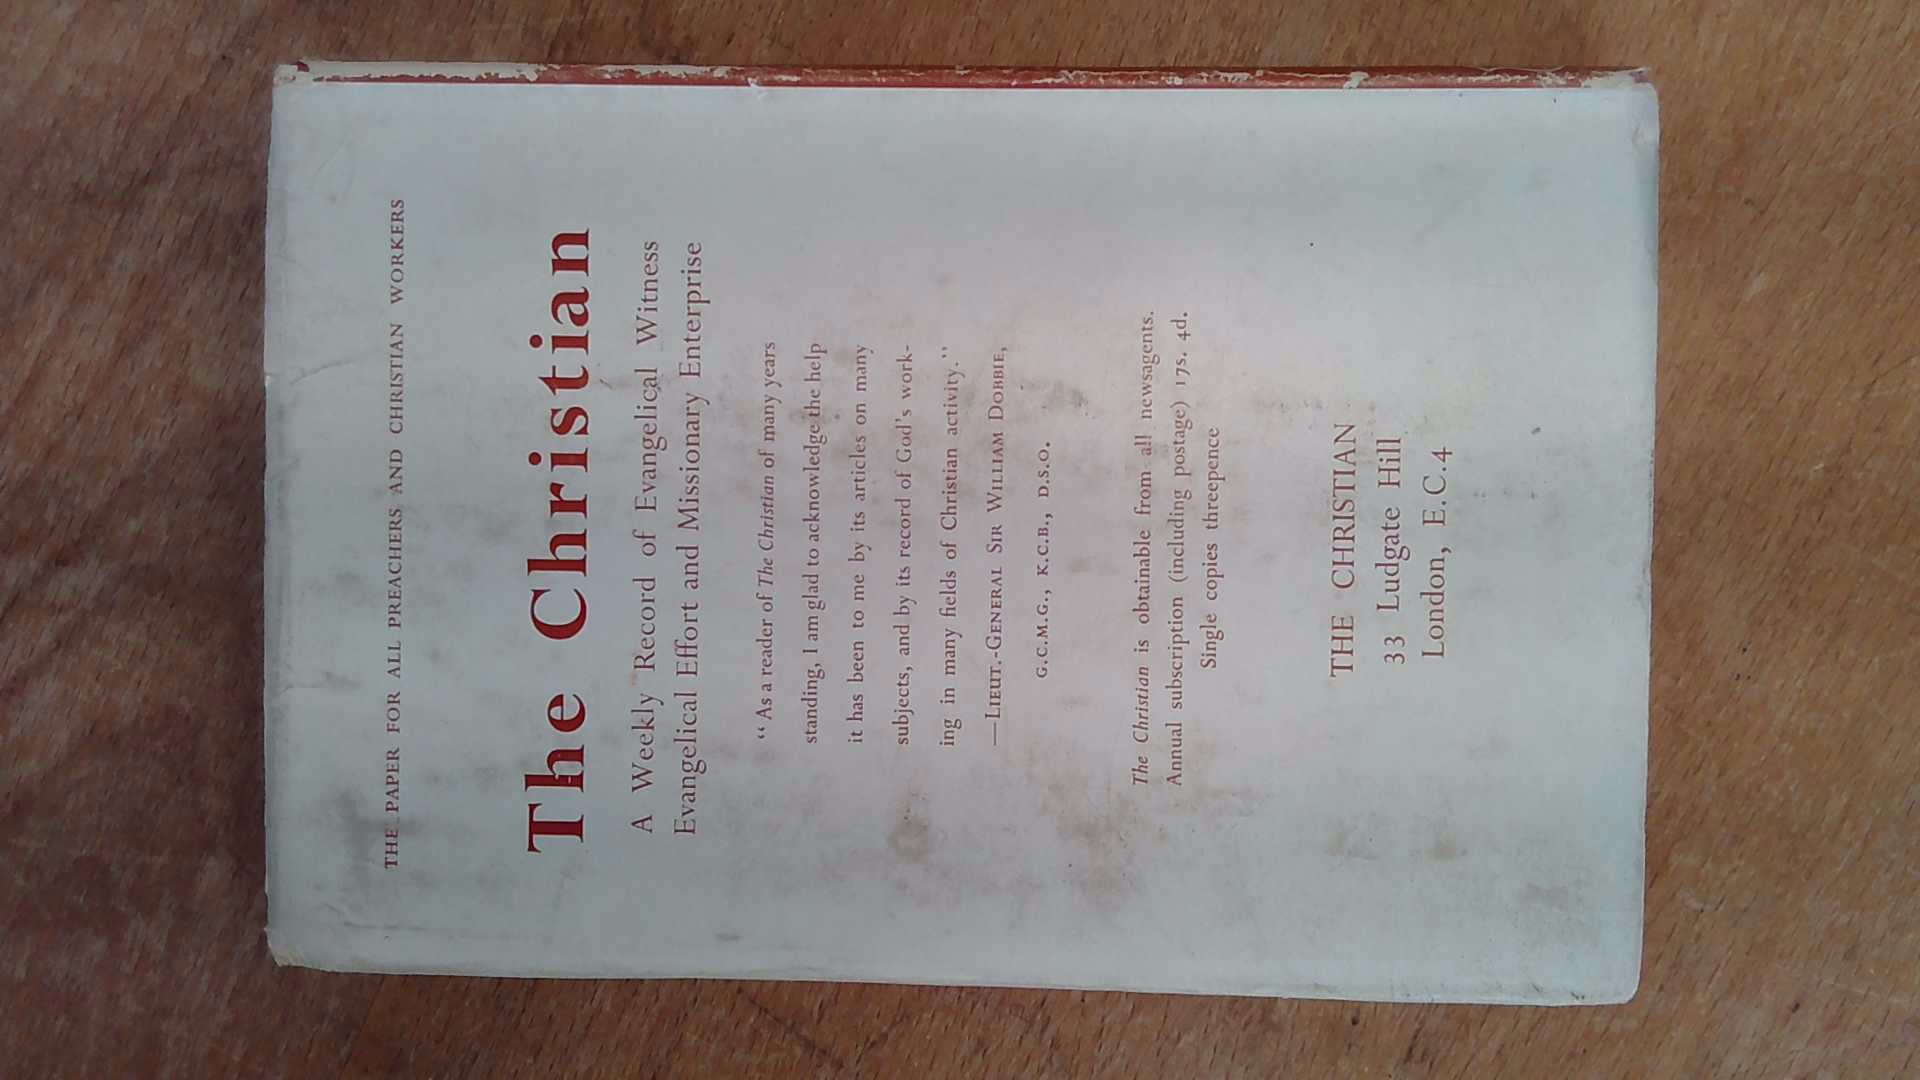 THE PAPER FOR ALL PREACHERS AND CHRISTIAN WORKERS
The Christian
A Weekly Record of Evangelical Witness
Evangelical Effort and Missionary Enterprise
“As a reader of The Christian of many years
standing, I am glad to acknowledge the help
it has been to me by its articles on many
subjects, and by its record of God's work-
ing in many fields of Christian activity.”
—LIEUT.-GENERAL SIR WILLIAM DOBBIE,
G.C.M.G., K.C.B., D.S.O.
The Christian is obtainable from all newsagents.
Annual subscription (including postage) 17s. 4d.
Single copies threepence
THE CHRISTIAN
33 Ludgate Hill
London, E.C.4